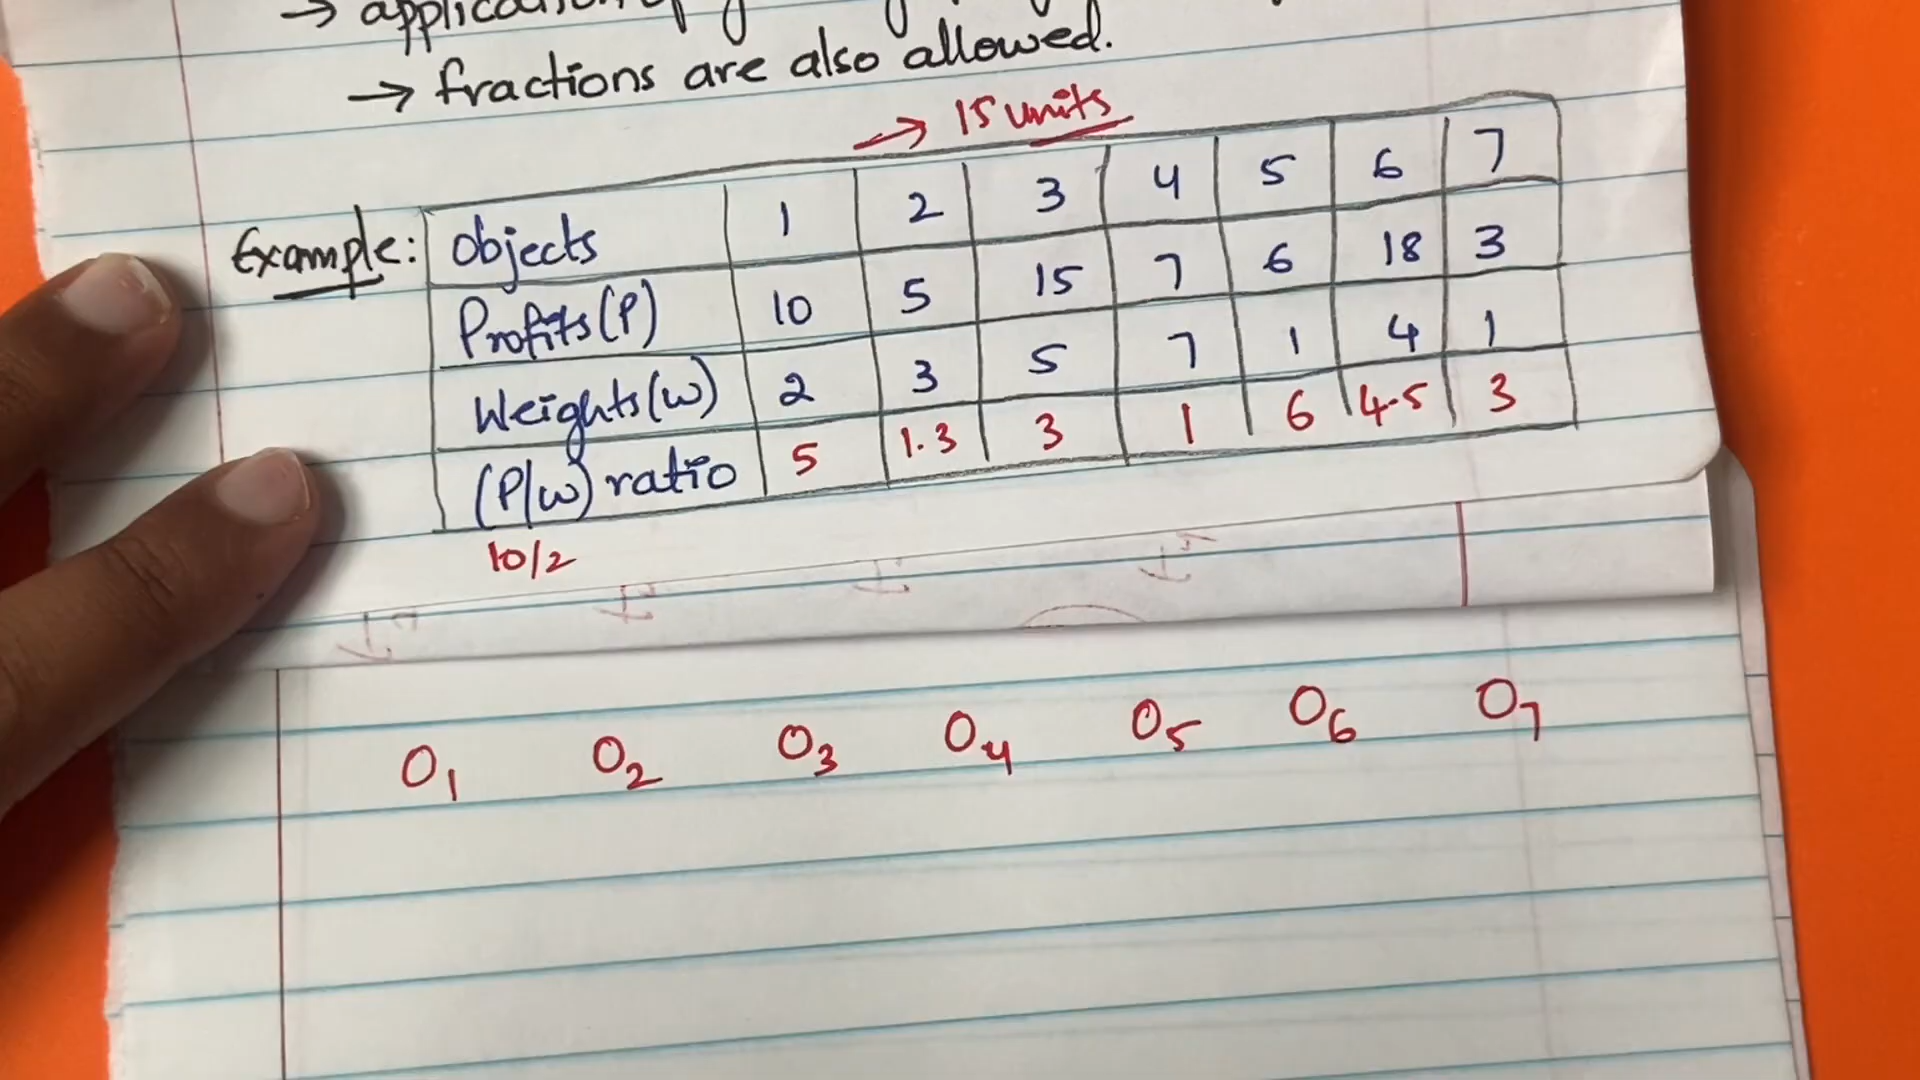 → application of
→ fractions are also allowed.
→ 15 units
Example: Objects 1 2 3 4 5 6 7
Profits(P) 10 5 15 7 6 18 3
Weights(w) 2 3 5 7 1 4 1
(P/w) ratio 5 1.3 3 1 6 4.5 3
10/2
O1 O2 O3 O4 O5 O6 O7